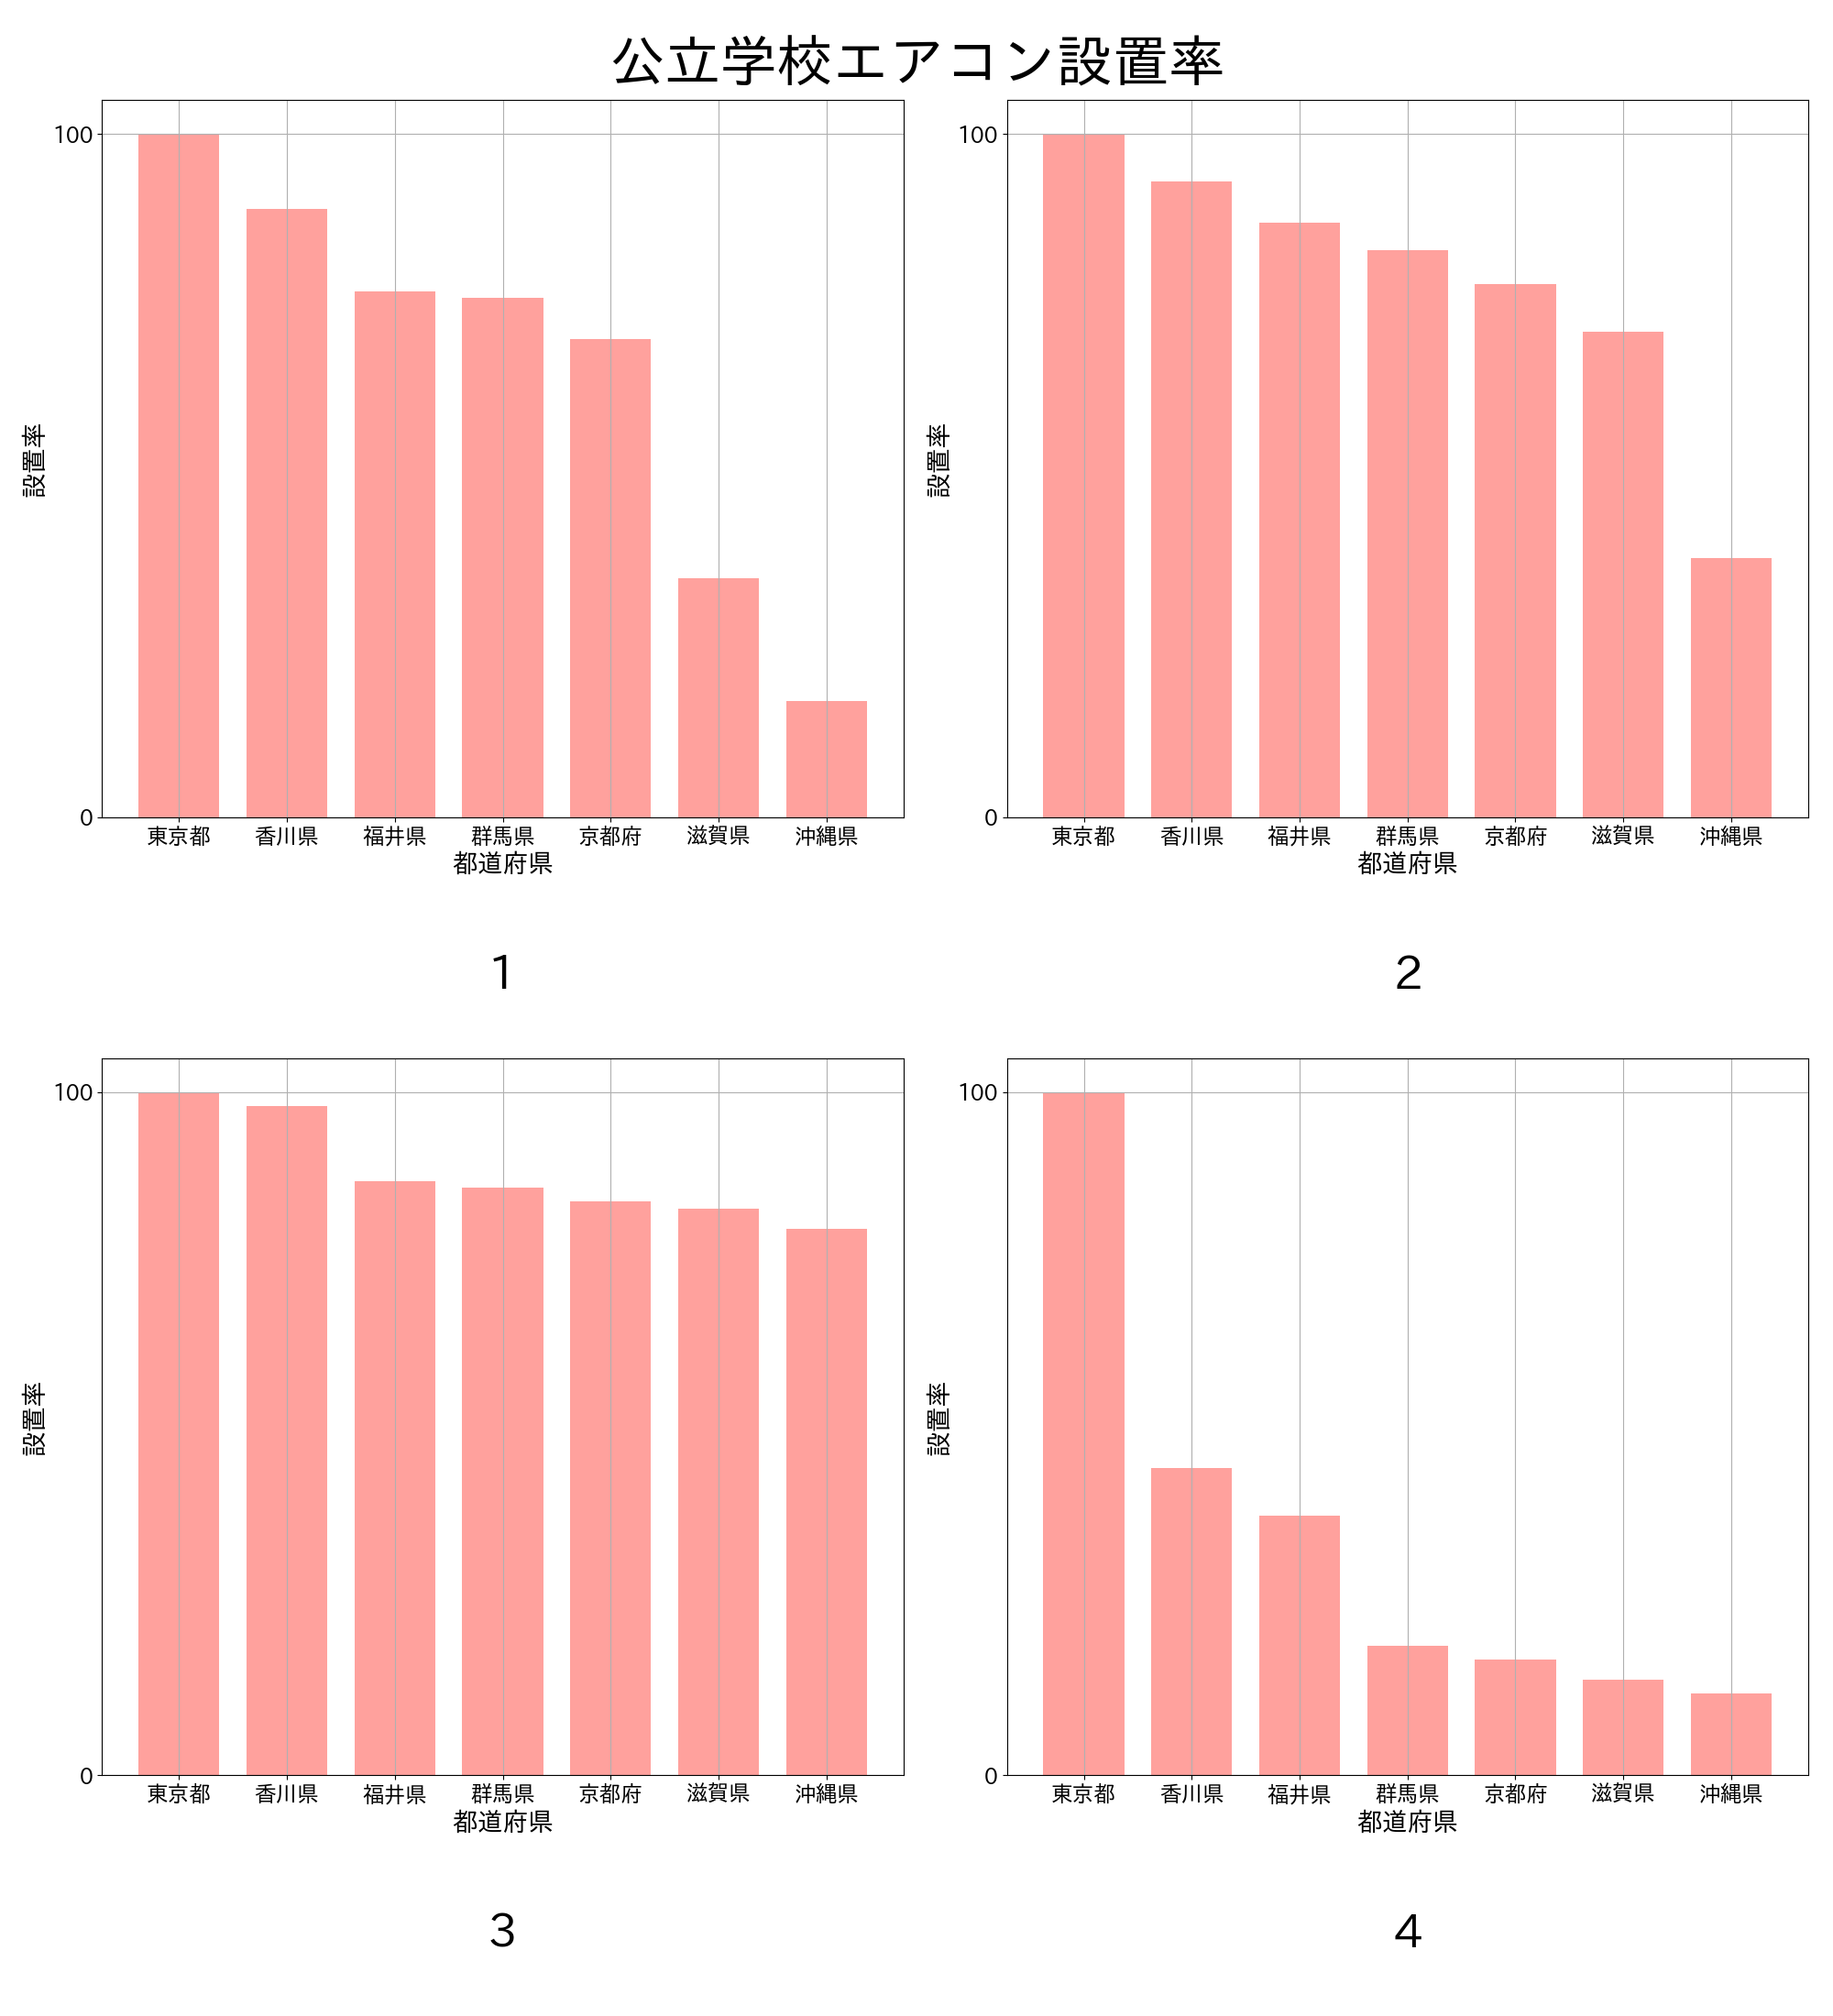 公立学校エアコン設置率
100
0
設置率
東京都 香川県 福井県 群馬県 京都府 滋賀県 沖縄県
都道府県
1
100
0
設置率
東京都 香川県 福井県 群馬県 京都府 滋賀県 沖縄県
都道府県
2
100
0
設置率
東京都 香川県 福井県 群馬県 京都府 滋賀県 沖縄県
都道府県
3
100
0
設置率
東京都 香川県 福井県 群馬県 京都府 滋賀県 沖縄県
都道府県
4